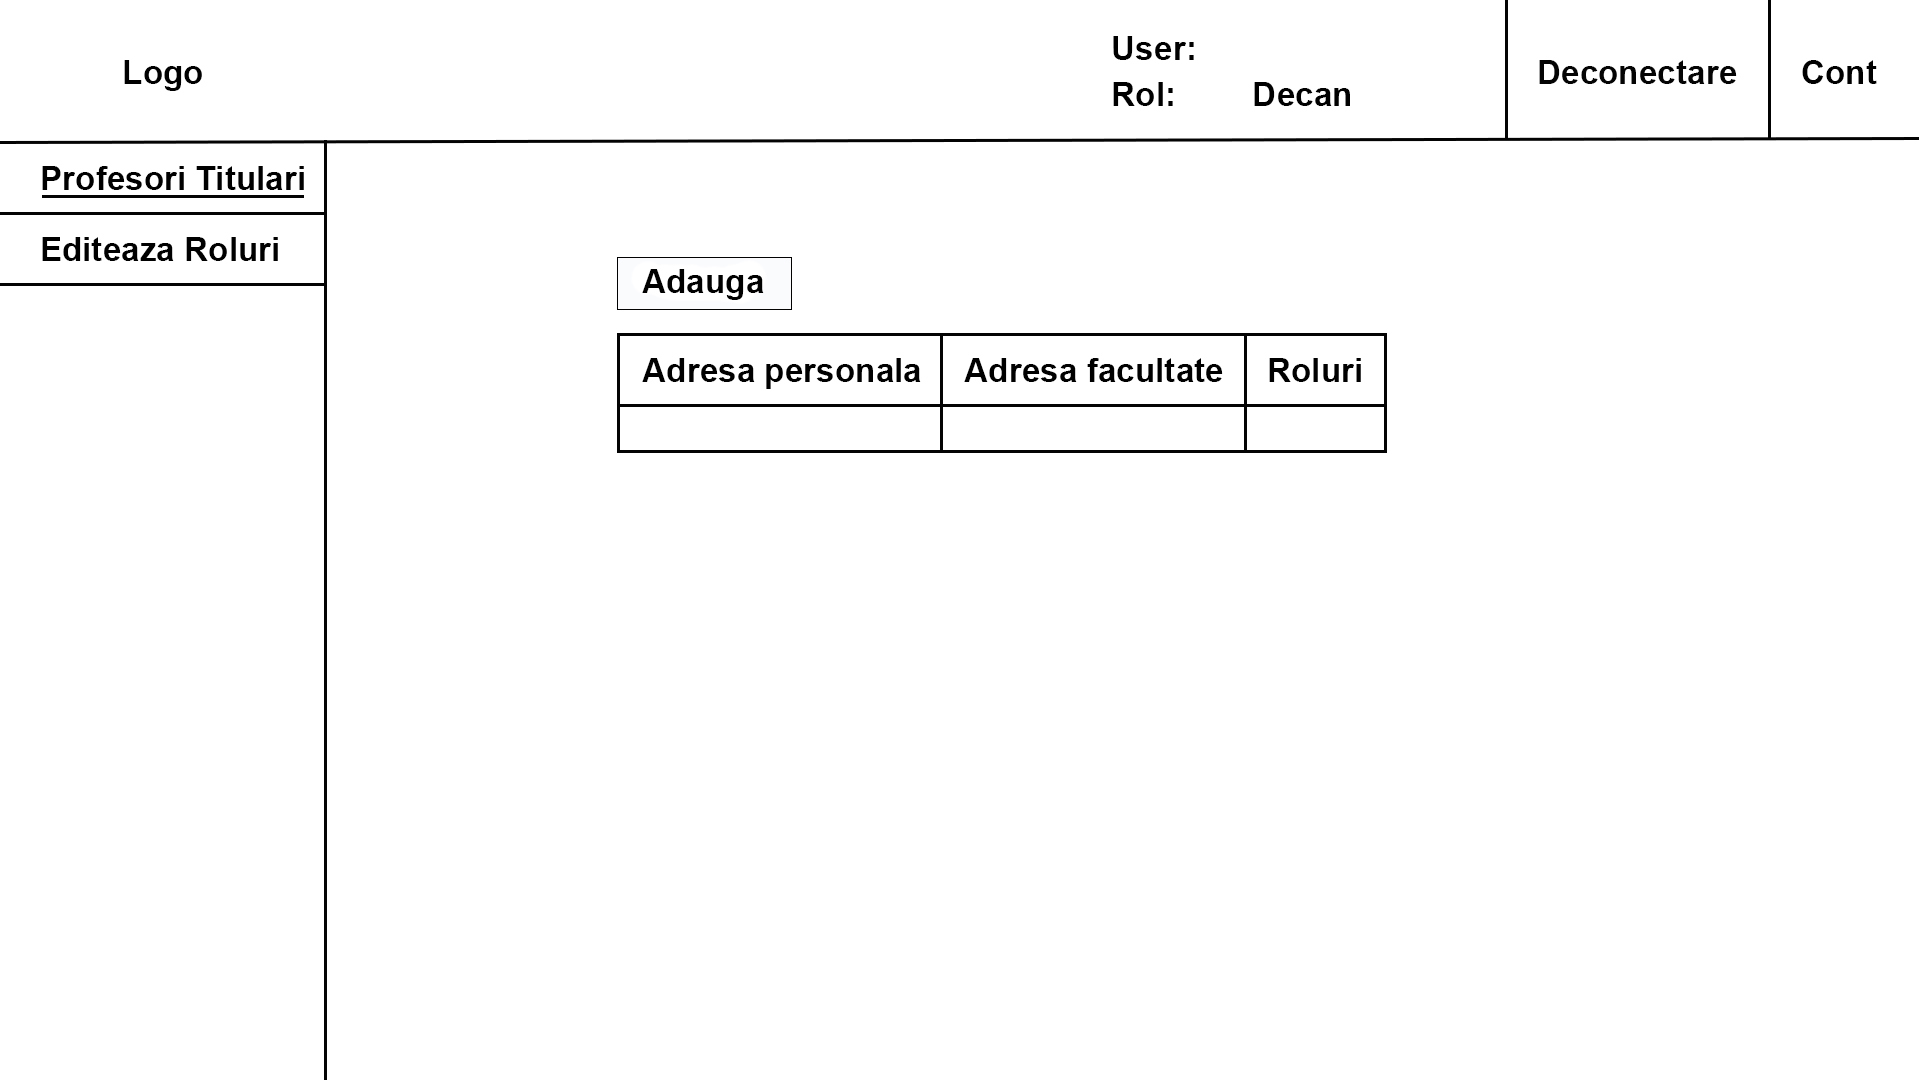 Logo
User:
Rol: Decan
Deconectare
Cont
Profesori Titulari
Editeaza Roluri
Adauga
Adresa personala Adresa facultate Roluri